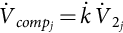 V̇_{comp_j} = k̇ V̇_{2_j}